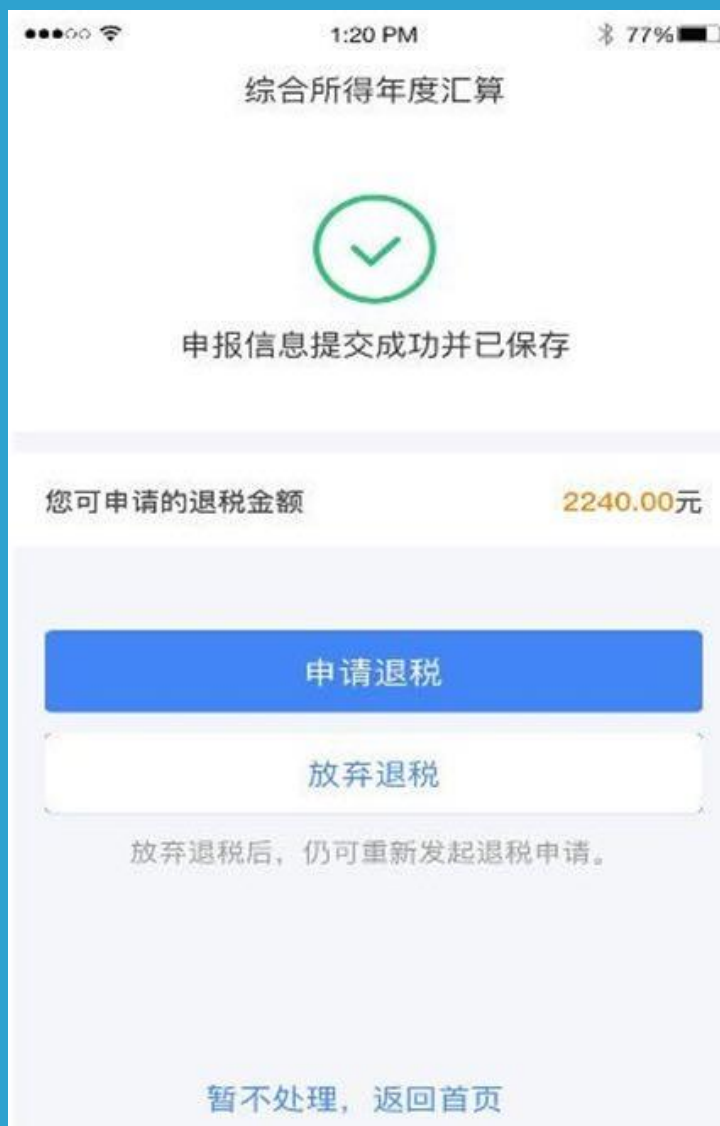 1:20 PM 77%
综合所得年度汇算
申报信息提交成功并已保存
您可申请的退税金额 2240.00元
申请退税
放弃退税
放弃退税后，仍可重新发起退税申请。
暂不处理，返回首页